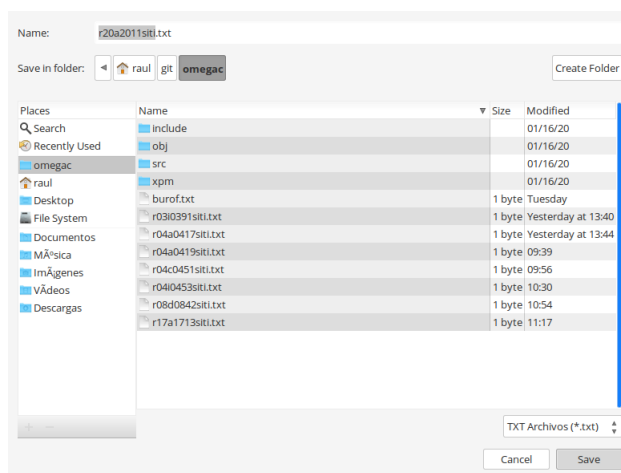 Name: r20a2011siti.txt
Save in folder: raul git omegac Create Folder
Places Name Size Modified
Search include 01/16/20
Recently Used obj 01/16/20
omegac src 01/16/20
raul xpm 01/16/20
Desktop burof.txt 1 byte Tuesday
File System r03i0391siti.txt 1 byte Yesterday at 13:40
Documentos r04a0417siti.txt 1 byte Yesterday at 13:44
MÃºsica r04a0419siti.txt 1 byte 09:39
ImÃ¡genes r04c0451siti.txt 1 byte 09:56
VÃ­deos r04i0453siti.txt 1 byte 10:30
Descargas r08d0842siti.txt 1 byte 10:54
r17a1713siti.txt 1 byte 11:17
TXT Archivos (*.txt)
Cancel Save